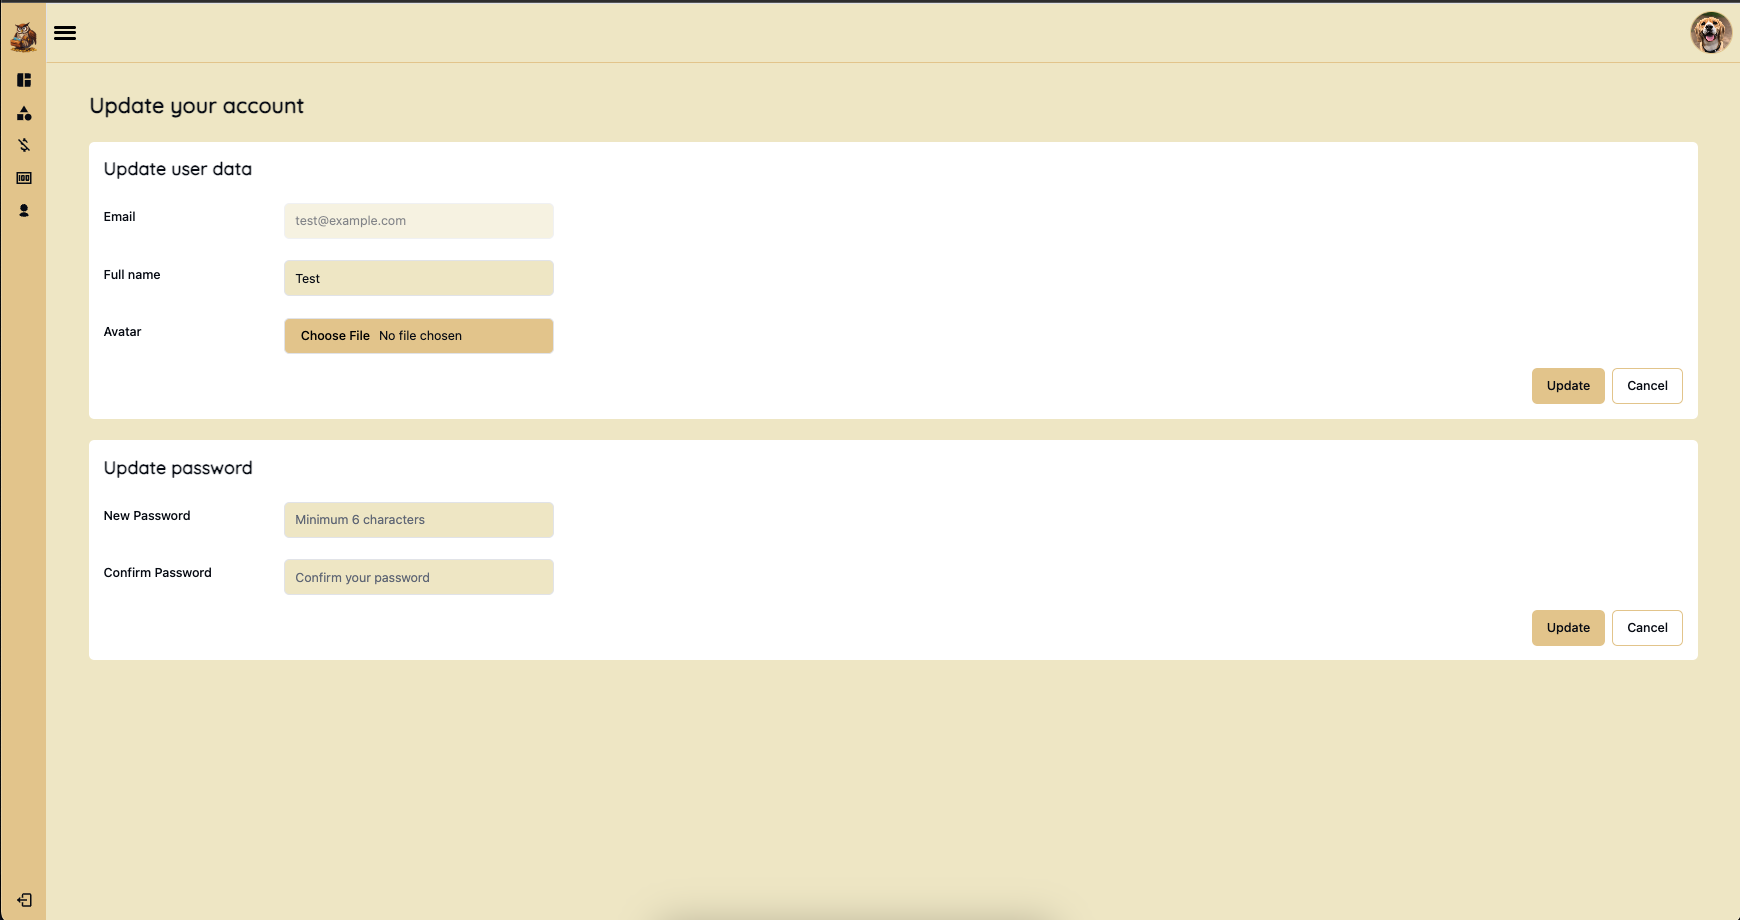 Update your account
Update user data
Email
test@example.com
Full name
Test
Avatar
Choose File No file chosen
Update Cancel
Update password
New Password
Minimum 6 characters
Confirm Password
Confirm your password
Update Cancel